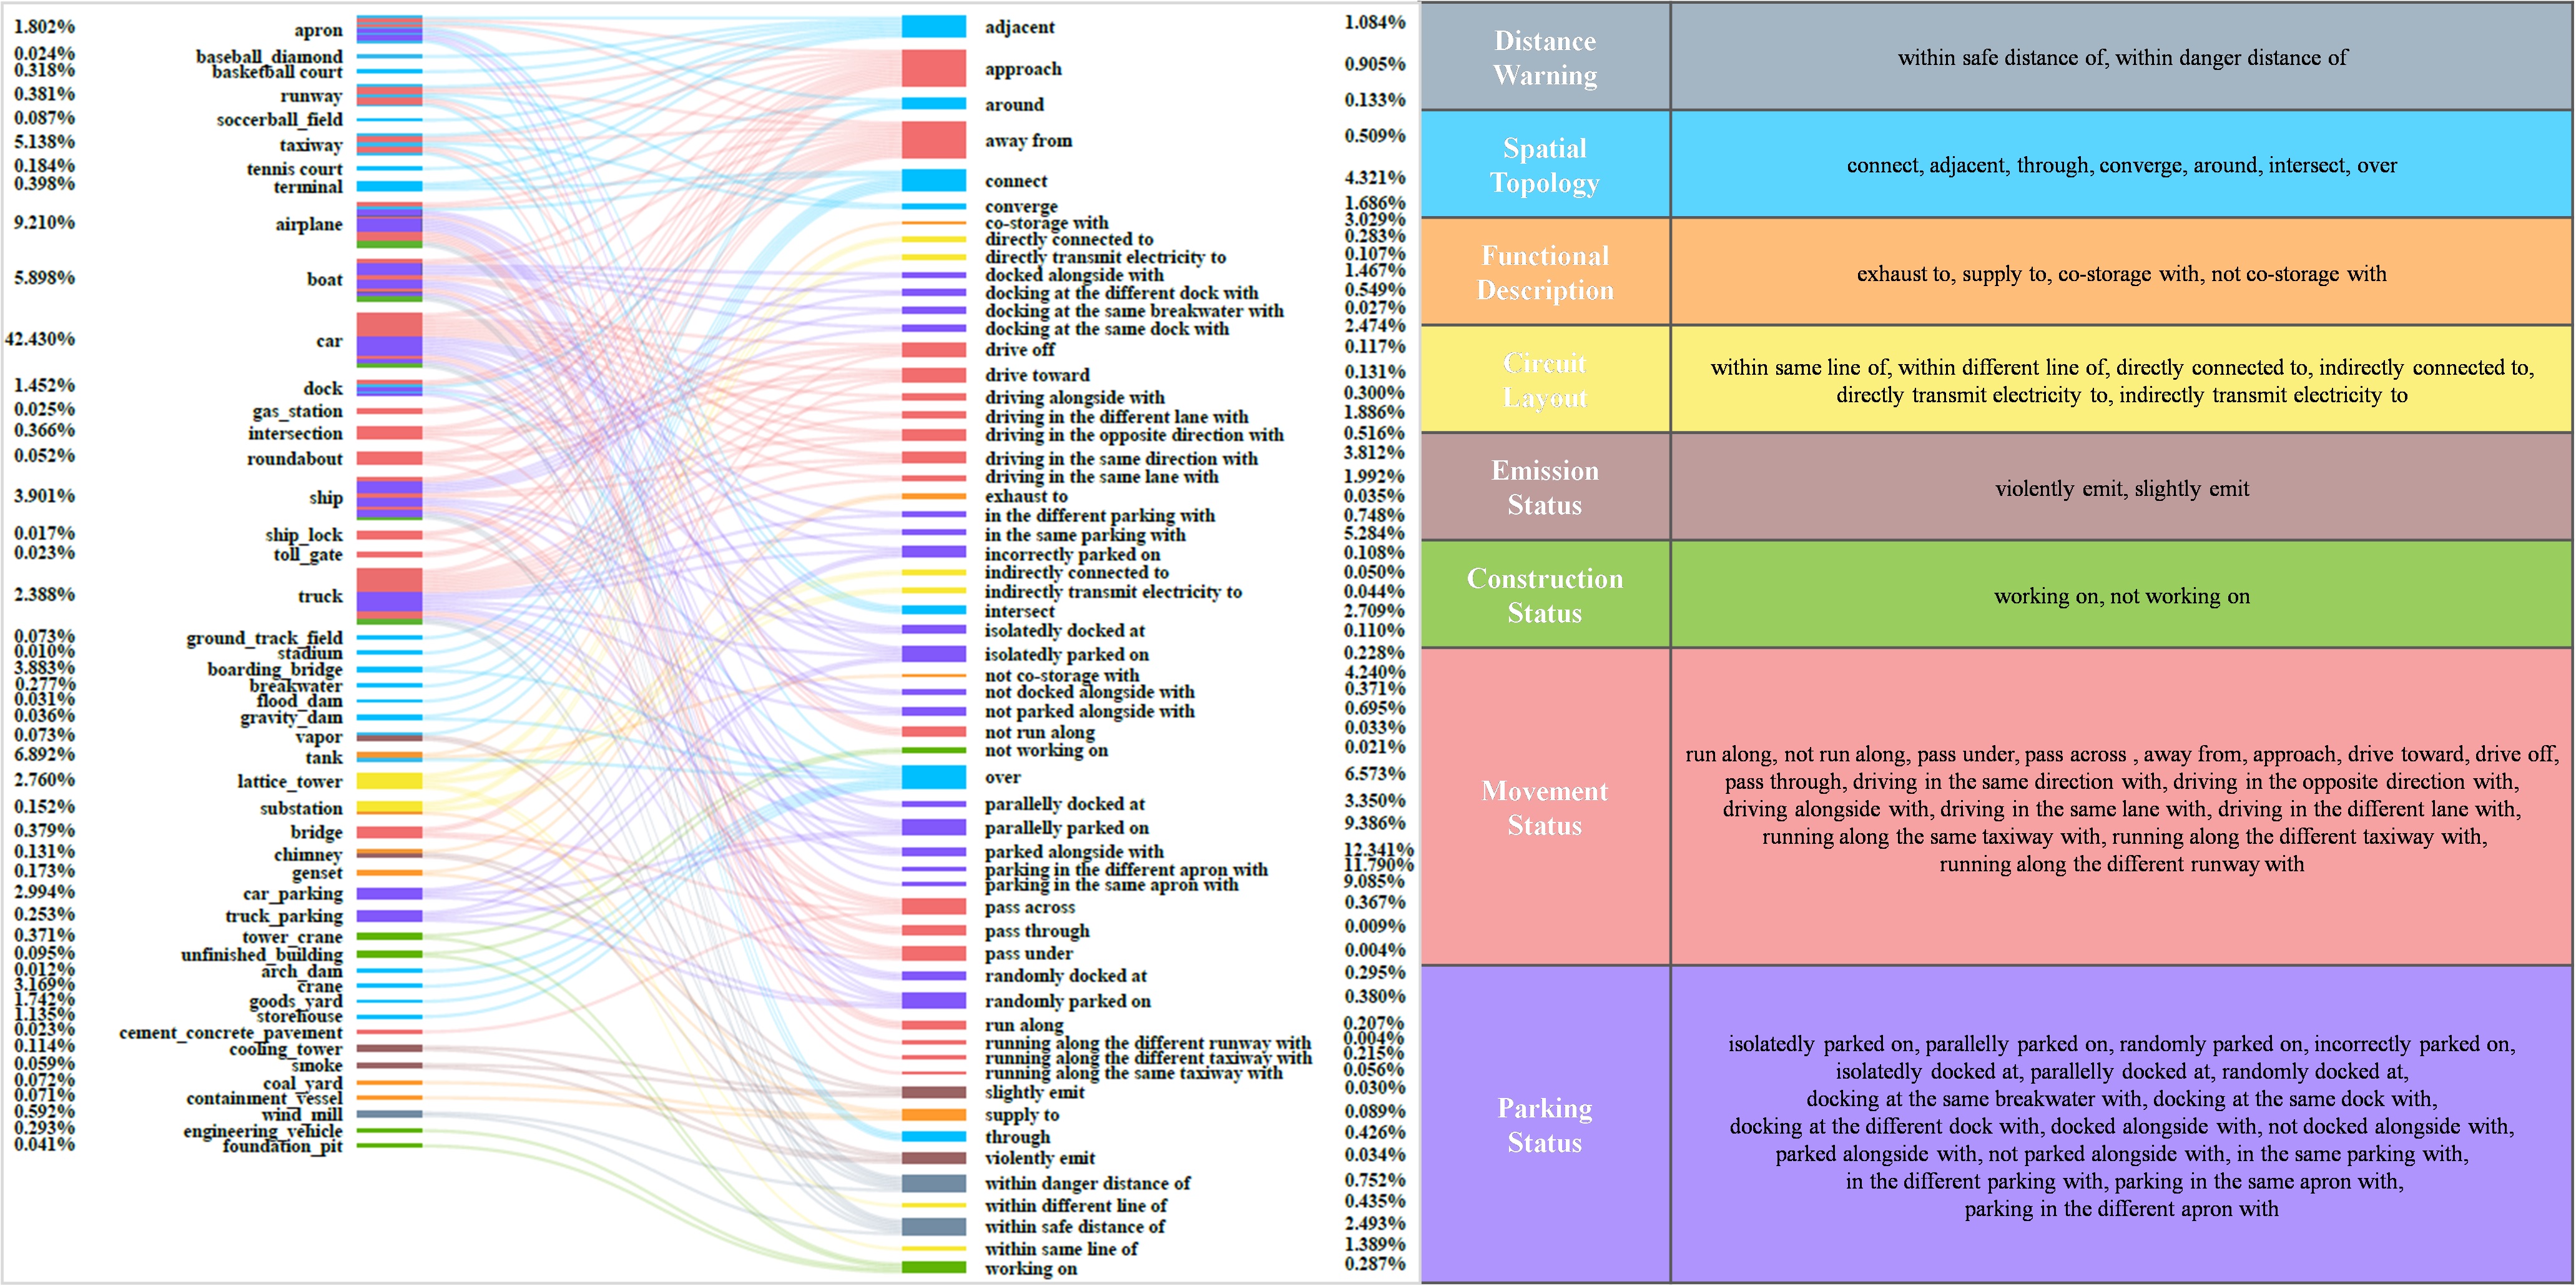 1.802% apron
0.024% baseball_diamond
0.318% basketball court
0.381% runway
0.087% soccerball_field
5.138% taxiway
0.184% tennis court
0.398% terminal
9.210% airplane
5.898% boat
42.430% car
1.452% dock
0.025% gas_station
0.366% intersection
0.052% roundabout
3.901% ship
0.017% ship_lock
0.023% toll_gate
2.388% truck
0.073% ground_track_field
0.010% stadium
3.883% boarding_bridge
0.277% breakwater
0.031% flood_dam
0.036% gravity_dam
0.073% vapor
6.892% tank
2.760% lattice_tower
0.152% substation
0.379% bridge
0.131% chimney
0.173% genset
2.994% car_parking
0.253% truck_parking
0.371% tower_crane
0.095% unfinished_building
0.012% arch_dam
3.169% crane
1.742% goods_yard
1.135% storehouse
0.023% cement_concrete_pavement
0.114% cooling_tower
0.059% smoke
0.072% coal_yard
0.071% containment_vessel
0.592% wind_mill
0.293% engineering_vehicle
0.041% foundation_pit
adjacent 1.084%
approach 0.905%
around 0.133%
away from 0.509%
connect 4.321%
converge 1.686%
co-storage with 3.029%
directly connected to 0.283%
directly transmit electricity to 0.107%
docked alongside with 1.467%
docking at the different dock with 0.549%
docking at the same breakwater with 0.027%
docking at the same dock with 2.474%
drive off 0.117%
drive toward 0.131%
driving alongside with 0.300%
driving in the different lane with 1.886%
driving in the opposite direction with 0.516%
driving in the same direction with 3.812%
driving in the same lane with 1.992%
exhaust to 0.035%
in the different parking with 0.748%
in the same parking with 5.284%
incorrectly parked on 0.108%
indirectly connected to 0.050%
indirectly transmit electricity to 0.044%
intersect 2.709%
isolatedly docked at 0.110%
isolatedly parked on 0.228%
not co-storage with 4.240%
not docked alongside with 0.371%
not parked alongside with 0.695%
not run along 0.033%
not working on 0.021%
over 6.573%
parallelly docked at 3.350%
parallelly parked on 9.386%
parked alongside with 12.341%
parking in the different apron with 11.790%
parking in the same apron with 9.085%
pass across 0.367%
pass through 0.009%
pass under 0.004%
randomly docked at 0.295%
randomly parked on 0.380%
run along 0.207%
running along the different runway with 0.004%
running along the different taxiway with 0.215%
running along the same taxiway with 0.056%
slightly emit 0.030%
supply to 0.089%
through 0.426%
violently emit 0.034%
within danger distance of 0.752%
within different line of 0.435%
within safe distance of 2.493%
within same line of 1.389%
working on 0.287%
Distance
Warning
within safe distance of, within danger distance of
Spatial
Topology
connect, adjacent, through, converge, around, intersect, over
Functional
Description
exhaust to, supply to, co-storage with, not co-storage with
Circuit
Layout
within same line of, within different line of, directly connected to, indirectly connected to,
directly transmit electricity to, indirectly transmit electricity to
Emission
Status
violently emit, slightly emit
Construction
Status
working on, not working on
Movement
Status
run along, not run along, pass under, pass across , away from, approach, drive toward, drive off,
pass through, driving in the same direction with, driving in the opposite direction with,
driving alongside with, driving in the same lane with, driving in the different lane with,
running along the same taxiway with, running along the different taxiway with,
running along the different runway with
Parking
Status
isolatedly parked on, parallelly parked on, randomly parked on, incorrectly parked on,
isolatedly docked at, parallelly docked at, randomly docked at,
docking at the same breakwater with, docking at the same dock with,
docking at the different dock with, docked alongside with, not docked alongside with,
parked alongside with, not parked alongside with, in the same parking with,
in the different parking with, parking in the same apron with,
parking in the different apron with